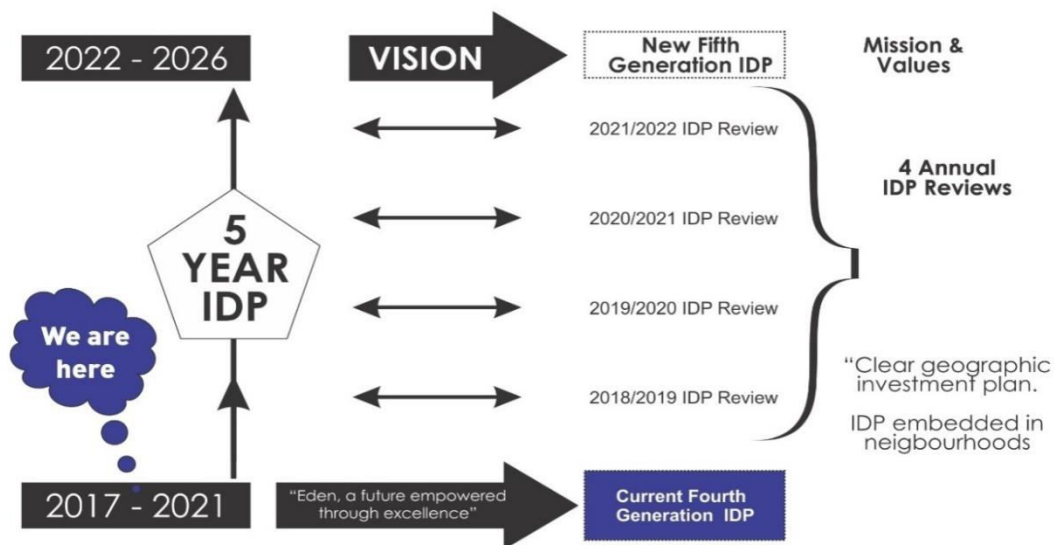 2022 - 2026
VISION
New Fifth
Generation IDP
Mission &
Values
2021/2022 IDP Review
4 Annual
IDP Reviews
2020/2021 IDP Review
5
YEAR
IDP
2019/2020 IDP Review
We are
here
"Clear geographic
investment plan.
2018/2019 IDP Review
IDP embedded in
neigbourhoods
2017 - 2021
"Eden, a future empowered
through excellence"
Current Fourth
Generation IDP